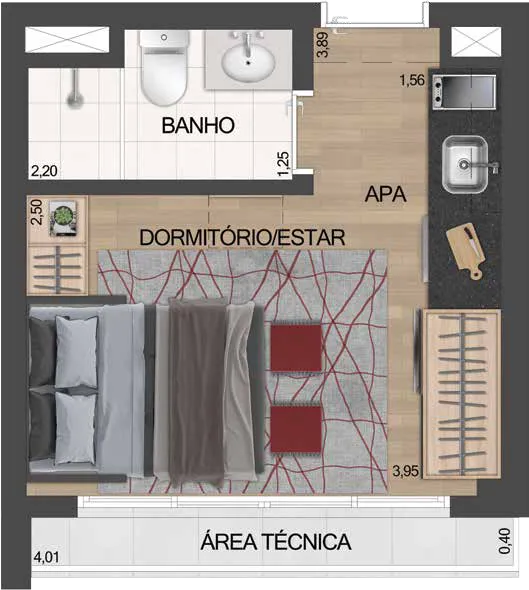 3,89
1,56
BANHO
2,20
1,25
2,50
APA
DORMITÓRIO/ESTAR
3,95
ÁREA TÉCNICA
4,01
0,40